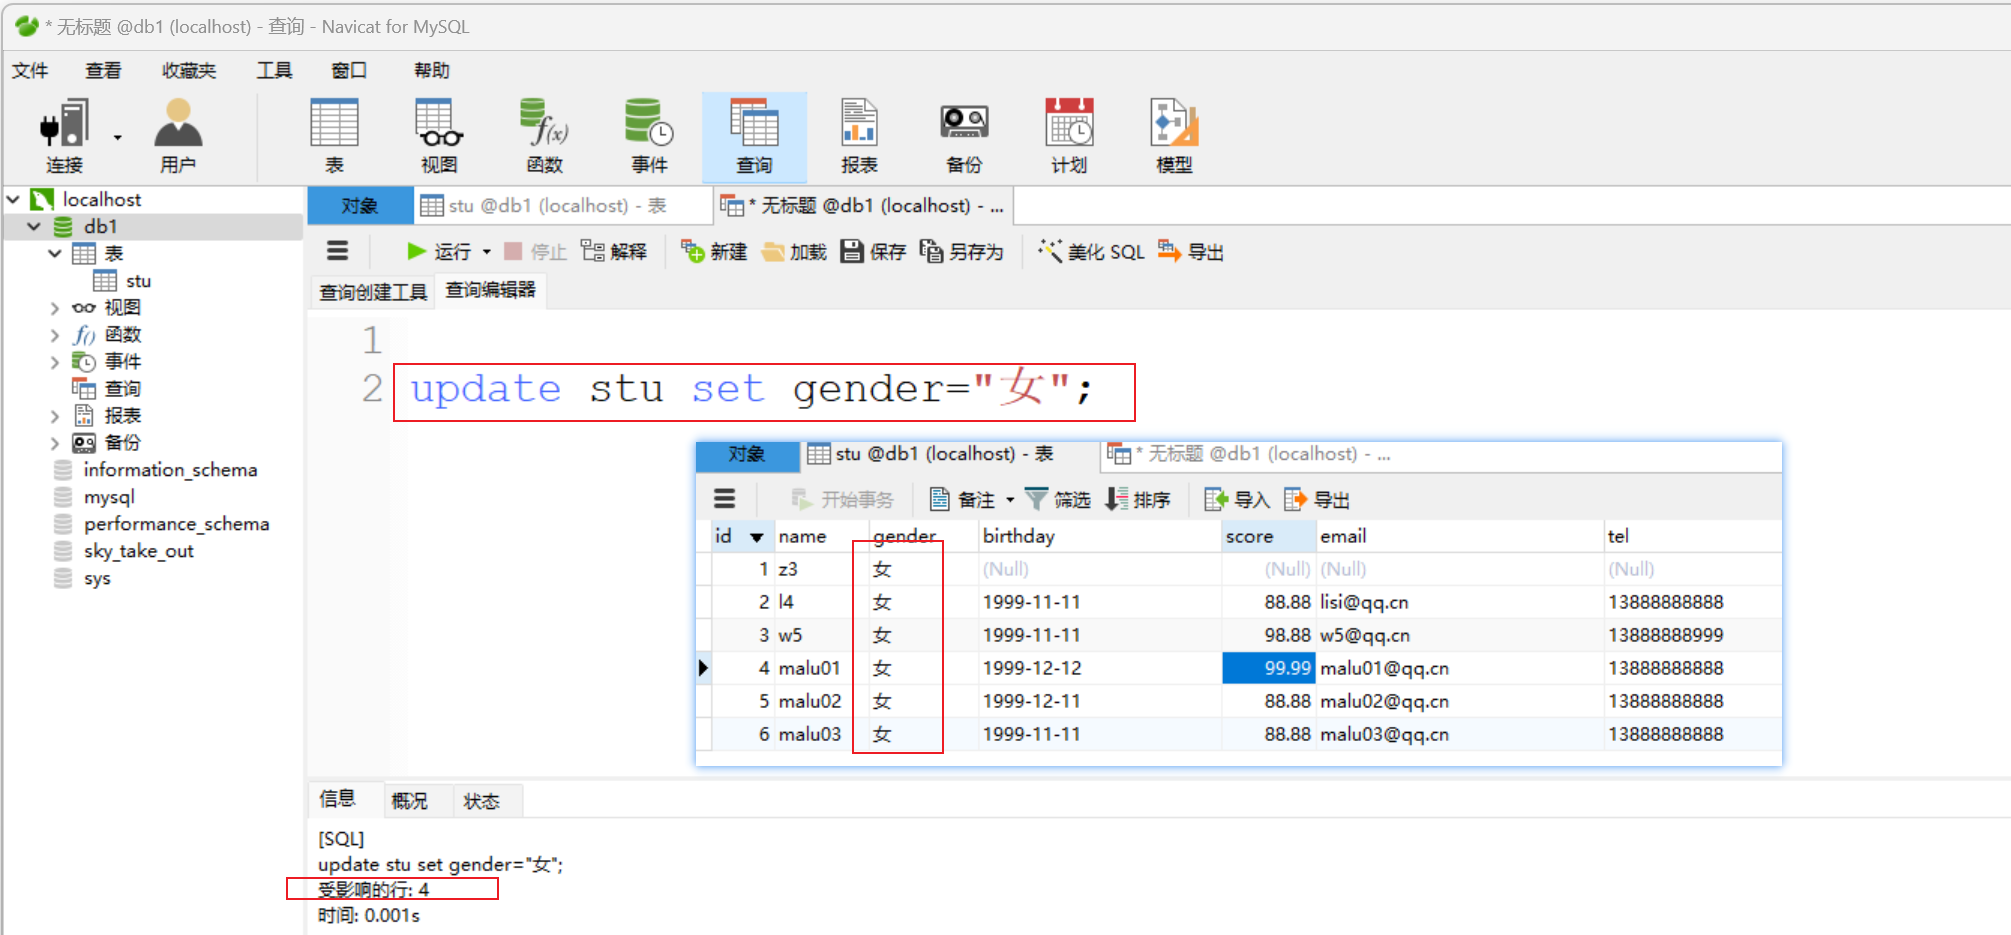 * 无标题 @db1 (localhost) - 查询 - Navicat for MySQL
文件 查看 收藏夹 工具 窗口 帮助
连接 用户 表 视图 函数 事件 查询 报表 备份 计划 模型
localhost
db1
表
stu
视图
函数
事件
查询
报表
备份
information_schema
mysql
performance_schema
sky_take_out
sys
对象 stu @db1 (localhost) - 表 * 无标题 @db1 (localhost) - ...
运行 停止 解释 新建 加载 保存 另存为 美化 SQL 导出
查询创建工具 查询编辑器
1
2 update stu set gender="女";
对象 stu @db1 (localhost) - 表 * 无标题 @db1 (localhost) - ...
开始事务 备注 筛选 排序 导入 导出
id name gender birthday score email tel
1 z3 女 (Null) (Null) (Null) (Null)
2 l4 女 1999-11-11 88.88 lisi@qq.cn 13888888888
3 w5 女 1999-11-11 98.88 w5@qq.cn 13888888999
4 malu01 女 1999-12-12 99.99 malu01@qq.cn 13888888888
5 malu02 女 1999-12-11 88.88 malu02@qq.cn 13888888888
6 malu03 女 1999-11-11 88.88 malu03@qq.cn 13888888888
信息 概况 状态
[SQL]
update stu set gender="女";
受影响的行: 4
时间: 0.001s